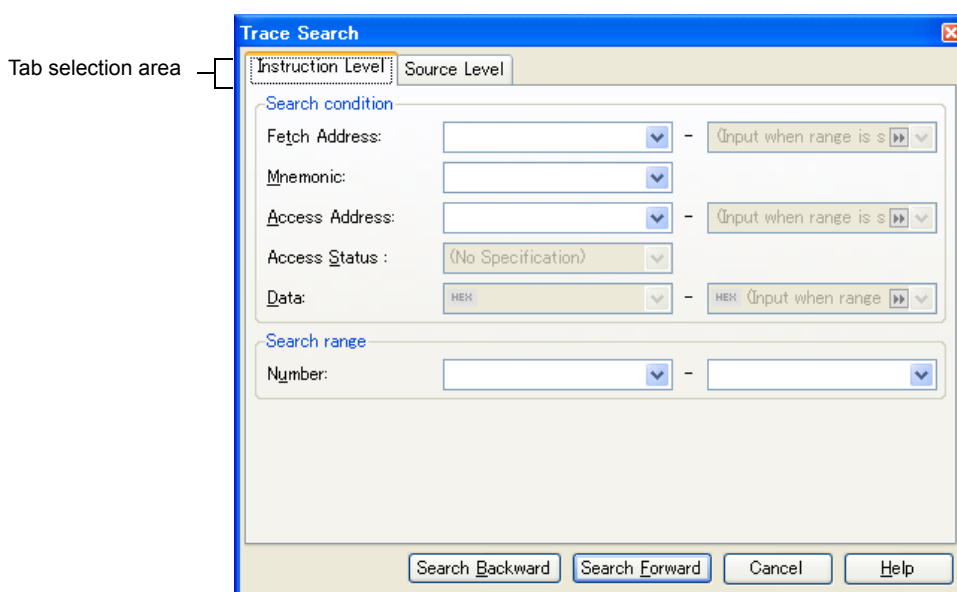 Trace Search
Tab selection area
Instruction Level Source Level
Search condition
Fetch Address: - (Input when range is s
Mnemonic:
Access Address: - (Input when range is s
Access Status : (No Specification)
Data: HEX - HEX (Input when range
Search range
Number: -
Search Backward Search Forward Cancel Help